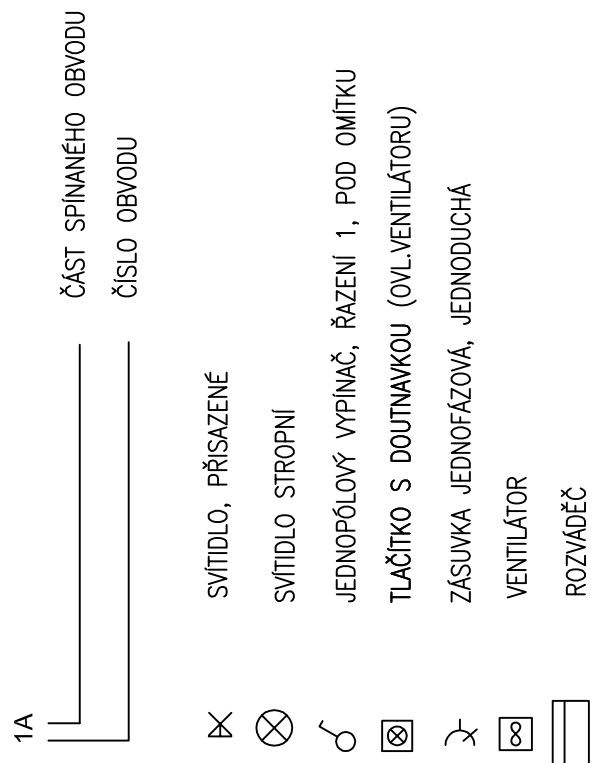 1A
ČÁST SPÍNANÉHO OBVODU
ČÍSLO OBVODU
SVÍTIDLO, PŘISAZENÉ
SVÍTIDLO STROPNÍ
JEDNOPÓLOVÝ VYPÍNAČ, ŘAZENÍ 1, POD OMÍTKU
TLAČÍTKO S DOUTNAVKOU (OVL.VENTILÁTORU)
ZÁSUVKA JEDNOFÁZOVÁ, JEDNODUCHÁ
VENTILÁTOR
ROZVÁDĚČ